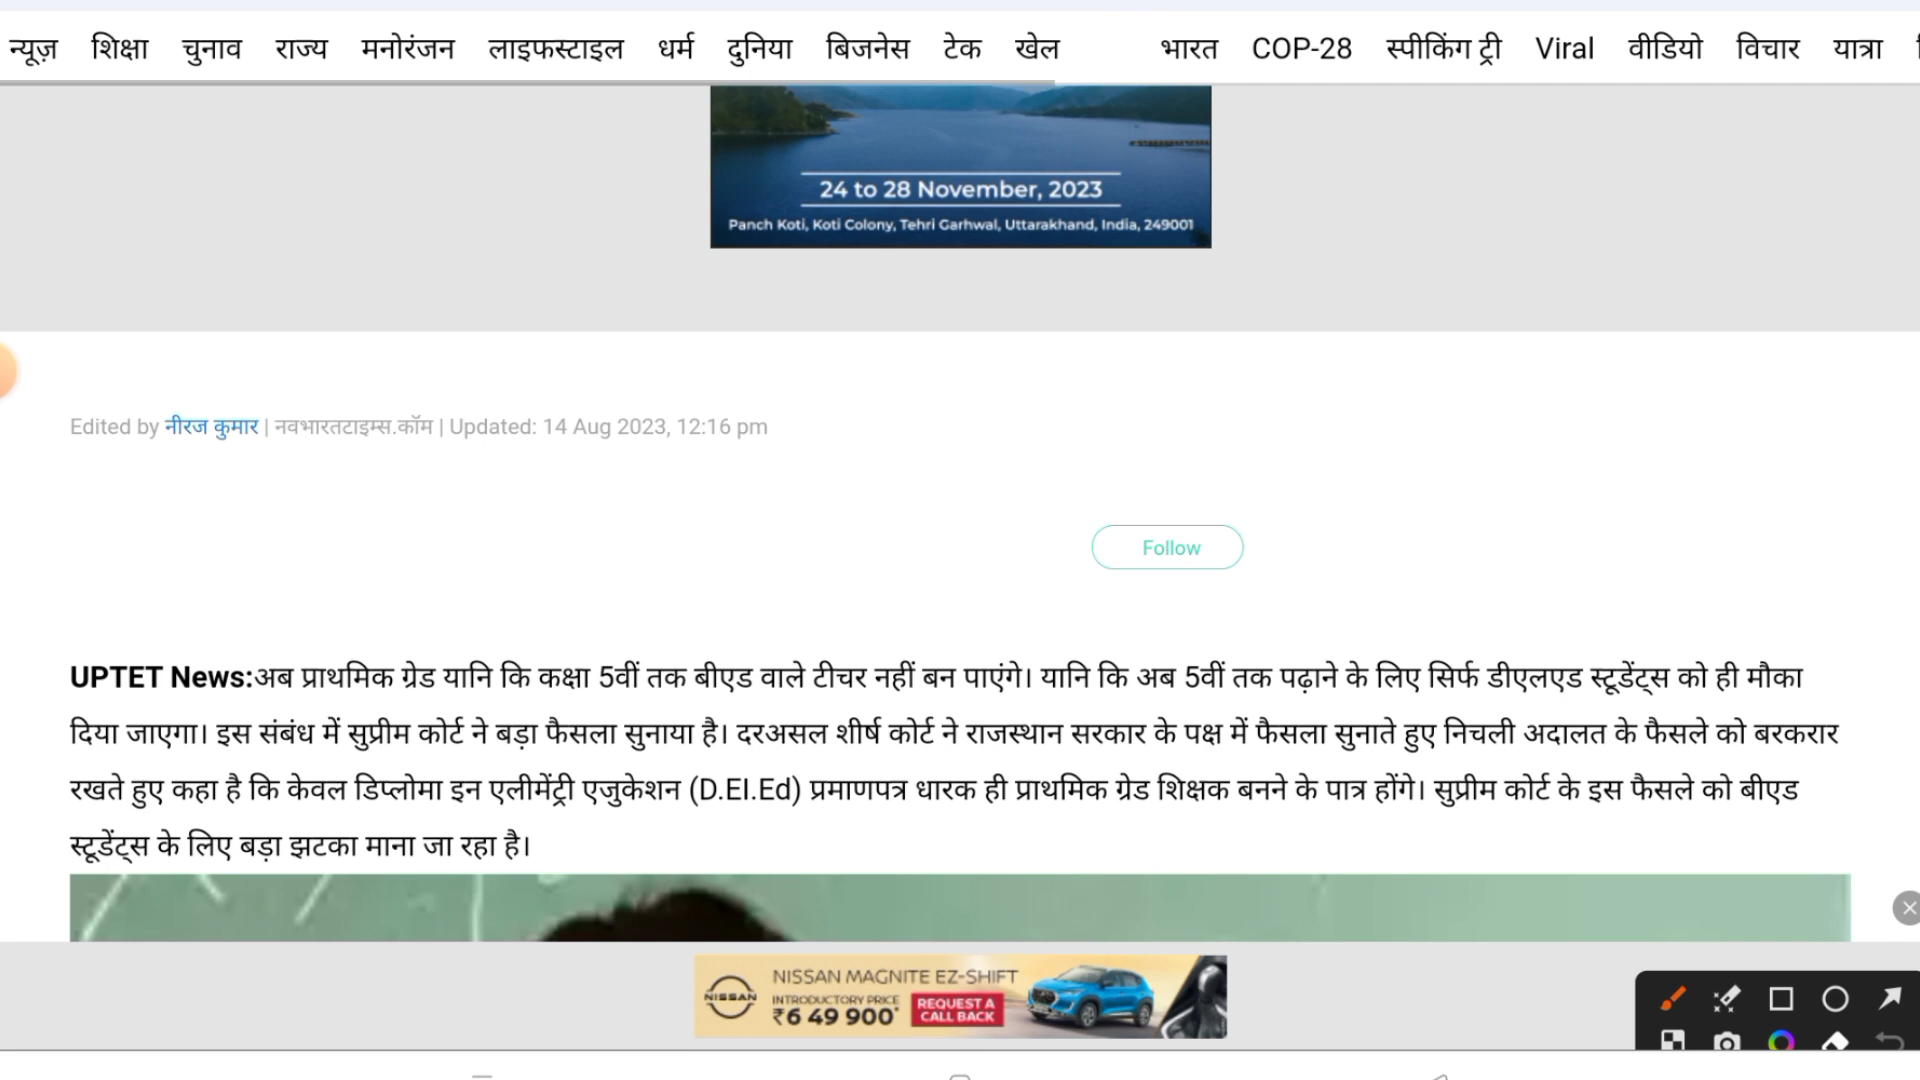 न्यूज़ शिक्षा चुनाव राज्य मनोरंजन लाइफस्टाइल धर्म दुनिया बिजनेस टेक खेल भारत COP-28 स्पीकिंग ट्री Viral वीडियो विचार यात्रा
24 to 28 November, 2023
Panch Koti, Koti Colony, Tehri Garhwal, Uttarakhand, India, 249001
Edited by नीरज कुमार | नवभारतटाइम्स.कॉम | Updated: 14 Aug 2023, 12:16 pm
Follow
UPTET News:अब प्राथमिक ग्रेड यानि कि कक्षा 5वीं तक बीएड वाले टीचर नहीं बन पाएंगे। यानि कि अब 5वीं तक पढ़ाने के लिए सिर्फ डीएलएड स्टूडेंट्स को ही मौका
दिया जाएगा। इस संबंध में सुप्रीम कोर्ट ने बड़ा फैसला सुनाया है। दरअसल शीर्ष कोर्ट ने राजस्थान सरकार के पक्ष में फैसला सुनाते हुए निचली अदालत के फैसले को बरकरार
रखते हुए कहा है कि केवल डिप्लोमा इन एलीमेंट्री एजुकेशन (D.El.Ed) प्रमाणपत्र धारक ही प्राथमिक ग्रेड शिक्षक बनने के पात्र होंगे। सुप्रीम कोर्ट के इस फैसले को बीएड
स्टूडेंट्स के लिए बड़ा झटका माना जा रहा है।
NISSAN
NISSAN MAGNITE EZ-SHIFT
INTRODUCTORY PRICE
₹6 49 900*
REQUEST A
CALL BACK